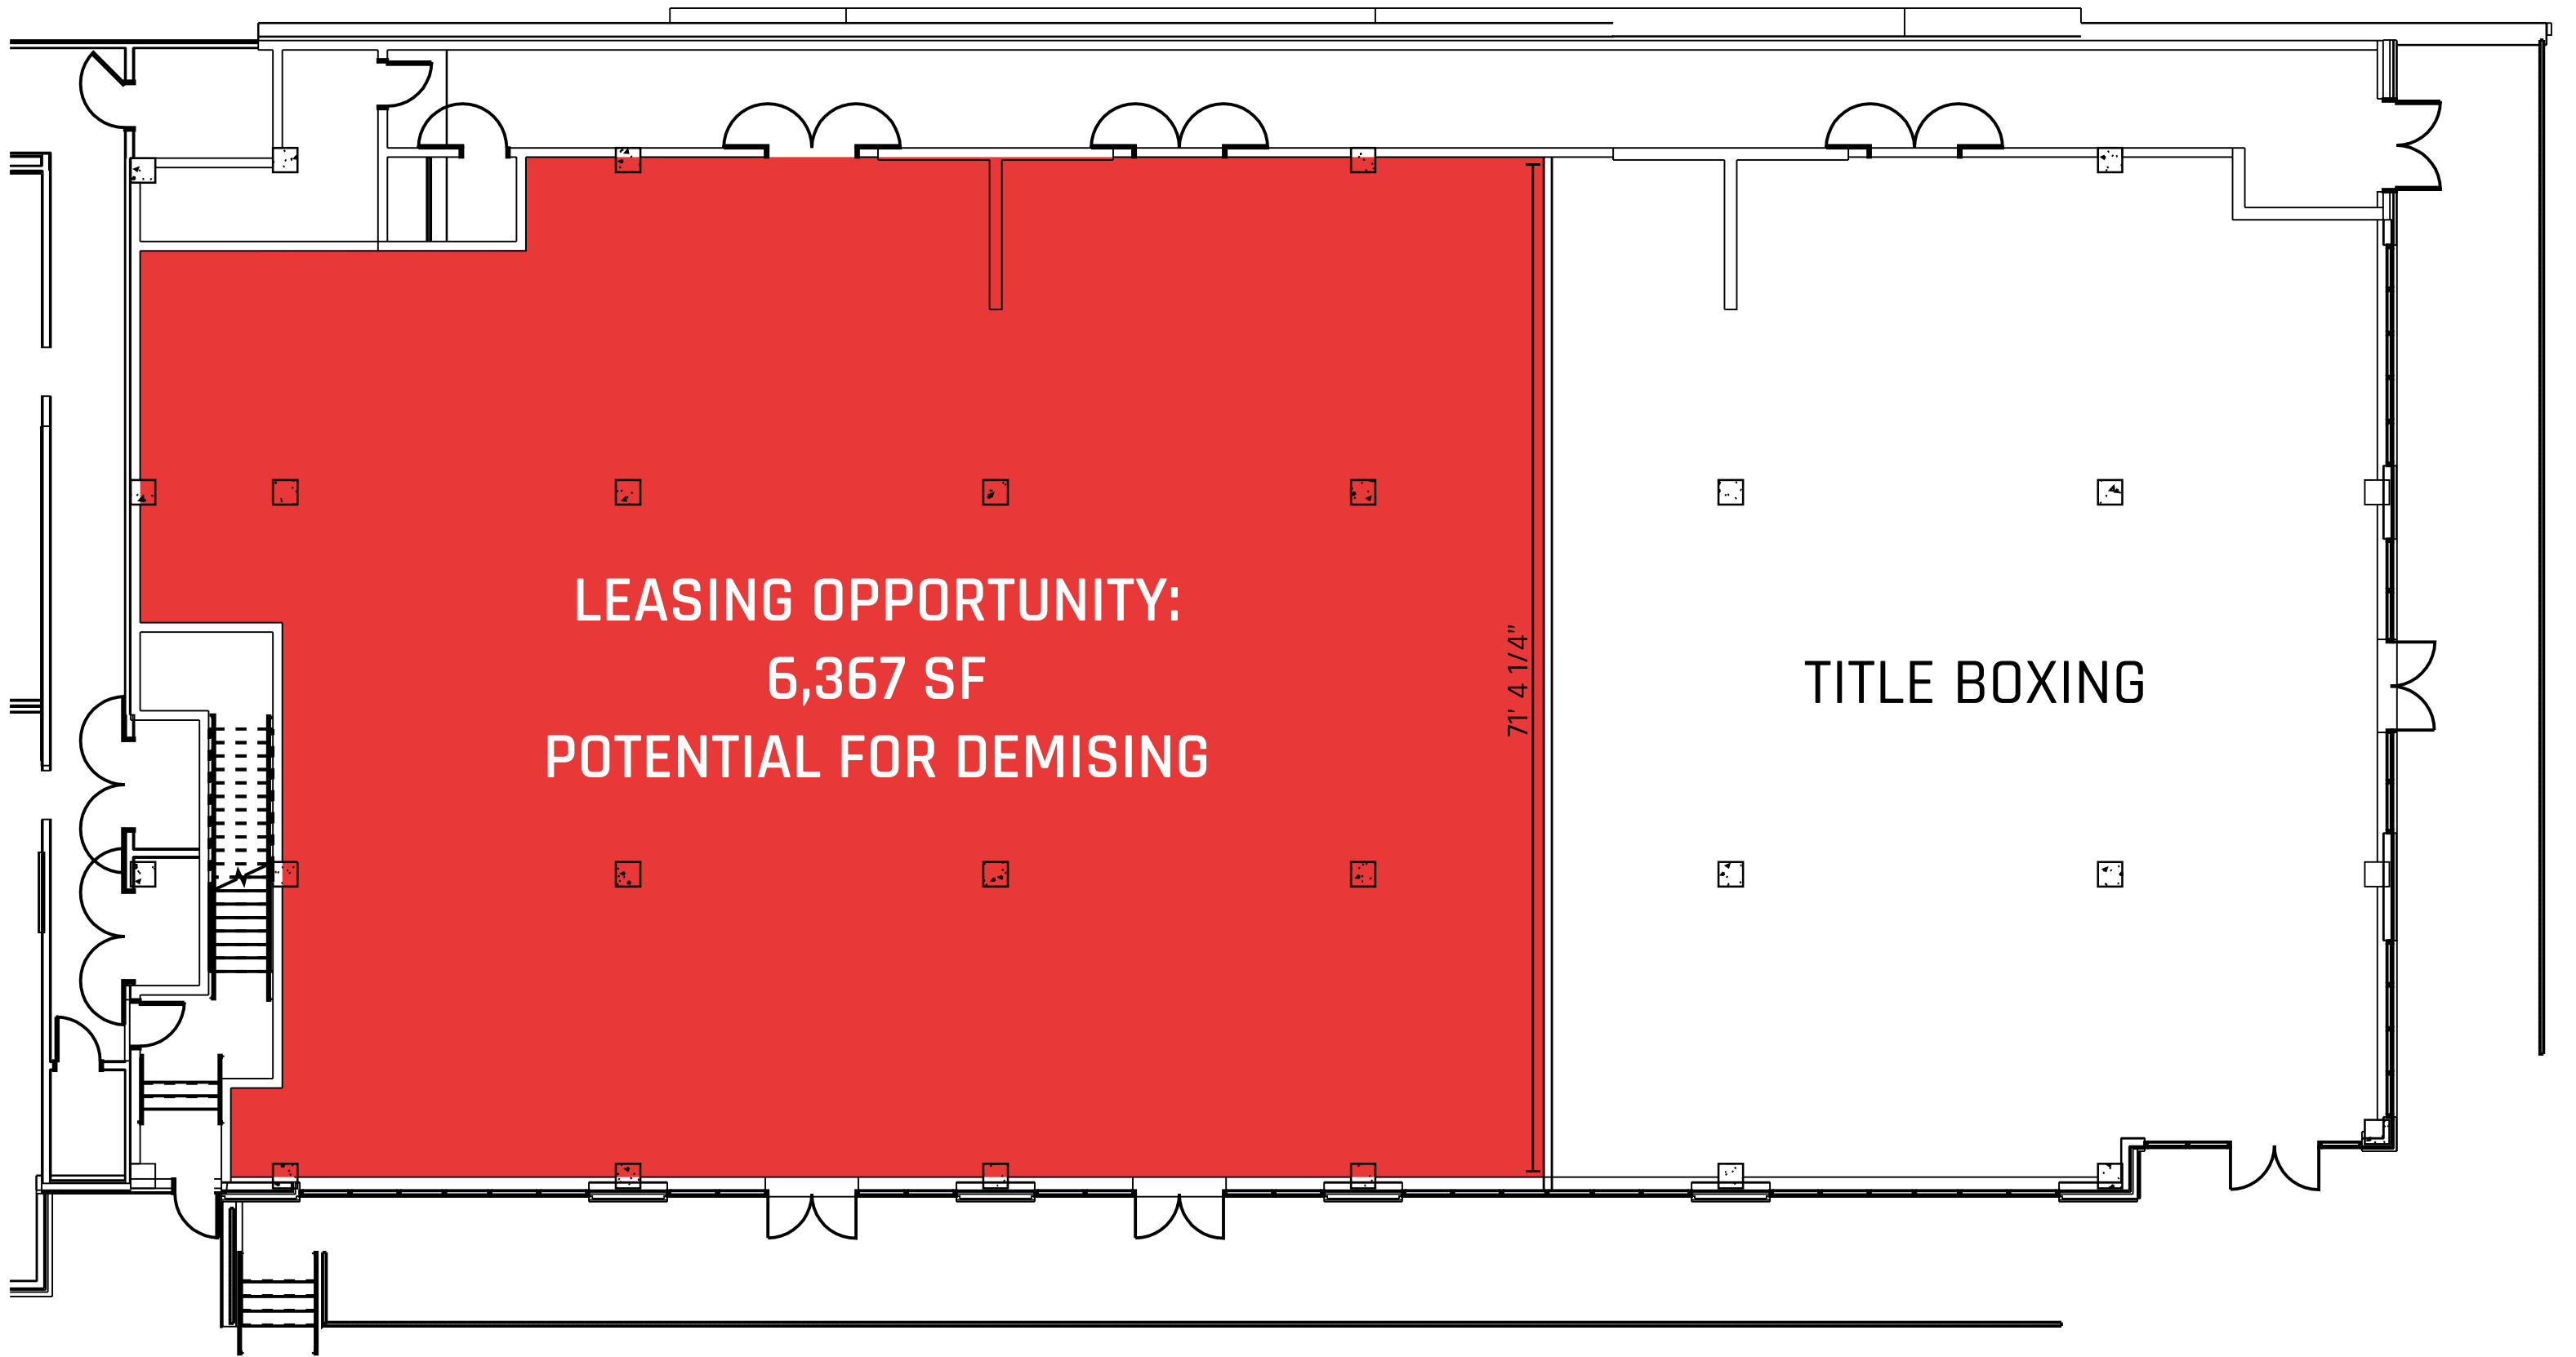 LEASING OPPORTUNITY:
6,367 SF
POTENTIAL FOR DEMISING
71' 4 1/4"
TITLE BOXING